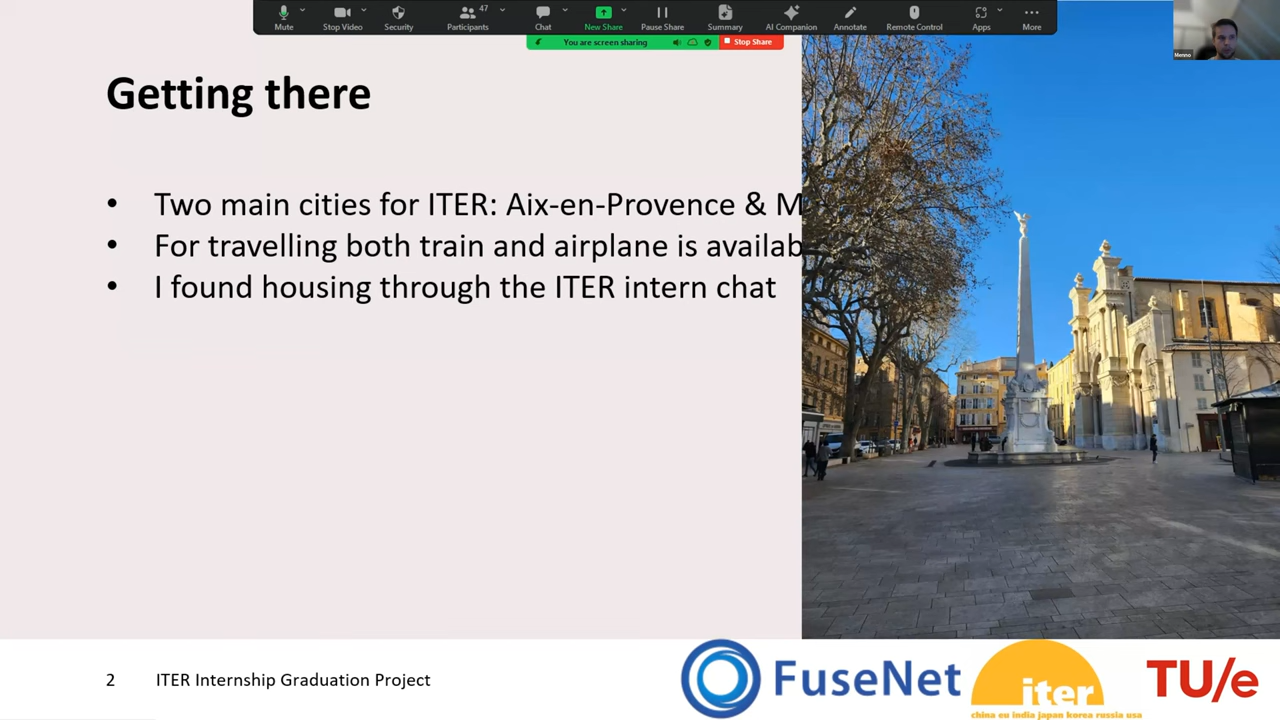 Mute
Stop Video
Security
Participants
47
Chat
New Share
Pause Share
Summary
AI Companion
Annotate
Remote Control
Apps
More
You are screen sharing
Stop Share
Menno
Getting there
• Two main cities for ITER: Aix-en-Provence & M
• For travelling both train and airplane is availab
• I found housing through the ITER intern chat
2
ITER Internship Graduation Project
FuseNet
iter
china eu india japan korea russia usa
TU/e